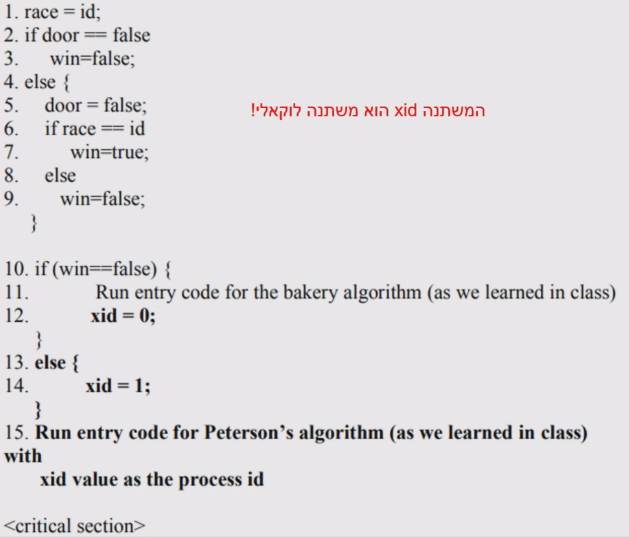 1. race = id;
2. if door == false
3. win=false;
4. else {
5. door = false;
המשתנה xid הוא משתנה לוקאלי!
6. if race == id
7. win=true;
8. else
9. win=false;
}
10. if (win==false) {
11. Run entry code for the bakery algorithm (as we learned in class)
12. xid = 0;
}
13. else {
14. xid = 1;
}
15. Run entry code for Peterson’s algorithm (as we learned in class)
with
xid value as the process id
<critical section>